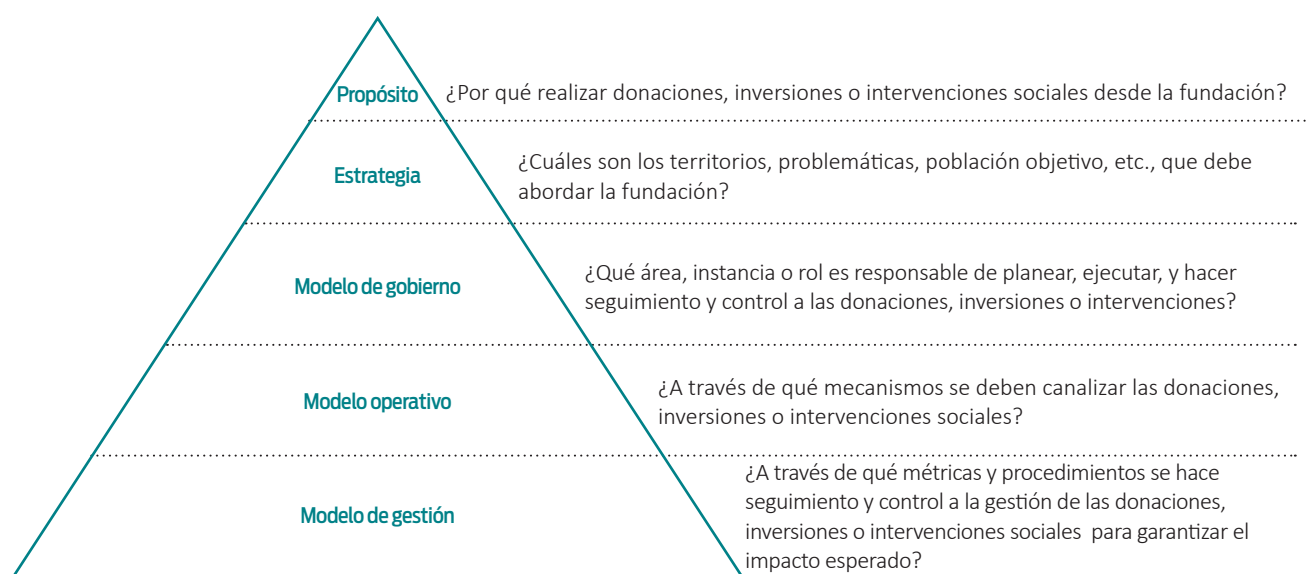 Propósito
¿Por qué realizar donaciones, inversiones o intervenciones sociales desde la fundación?
Estrategia
¿Cuáles son los territorios, problemáticas, población objetivo, etc., que debe
abordar la fundación?
Modelo de gobierno
¿Qué área, instancia o rol es responsable de planear, ejecutar, y hacer
seguimiento y control a las donaciones, inversiones o intervenciones?
Modelo operativo
¿A través de qué mecanismos se deben canalizar las donaciones,
inversiones o intervenciones sociales?
Modelo de gestión
¿A través de qué métricas y procedimientos se hace
seguimiento y control a la gestión de las donaciones,
inversiones o intervenciones sociales para garantizar el
impacto esperado?